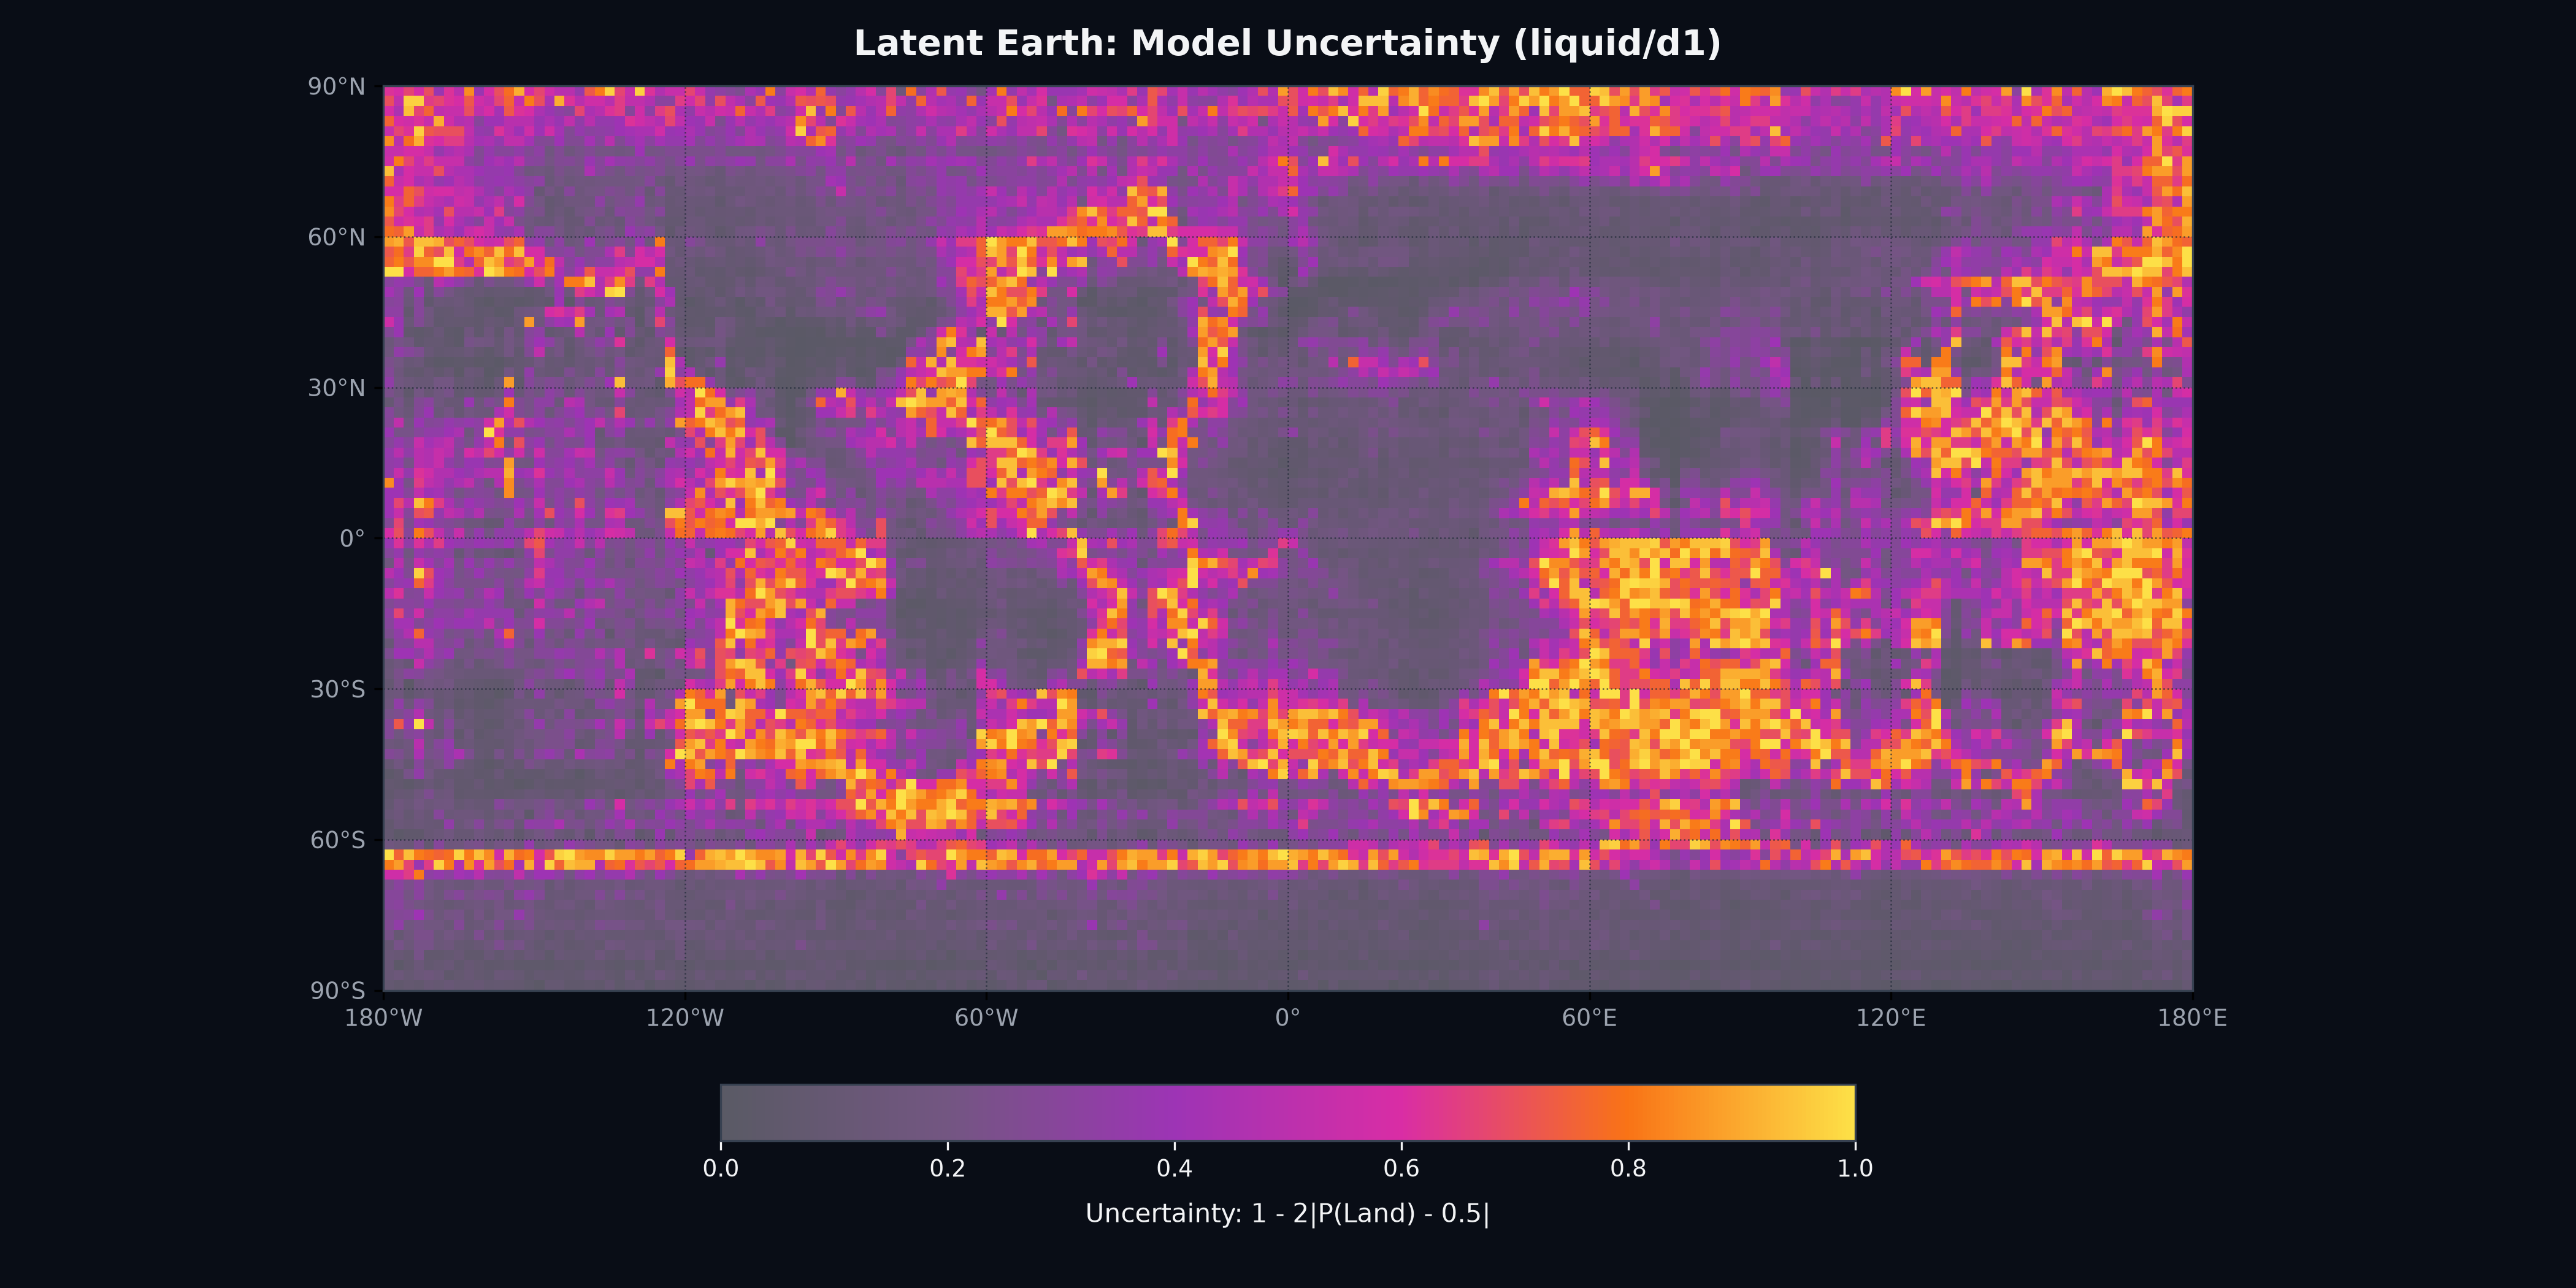 Latent Earth: Model Uncertainty (liquid/d1)
90°N
60°N
30°N
0°
30°S
60°S
90°S
180°W 120°W 60°W 0° 60°E 120°E 180°E
0.0 0.2 0.4 0.6 0.8 1.0
Uncertainty: 1 - 2|P(Land) - 0.5|